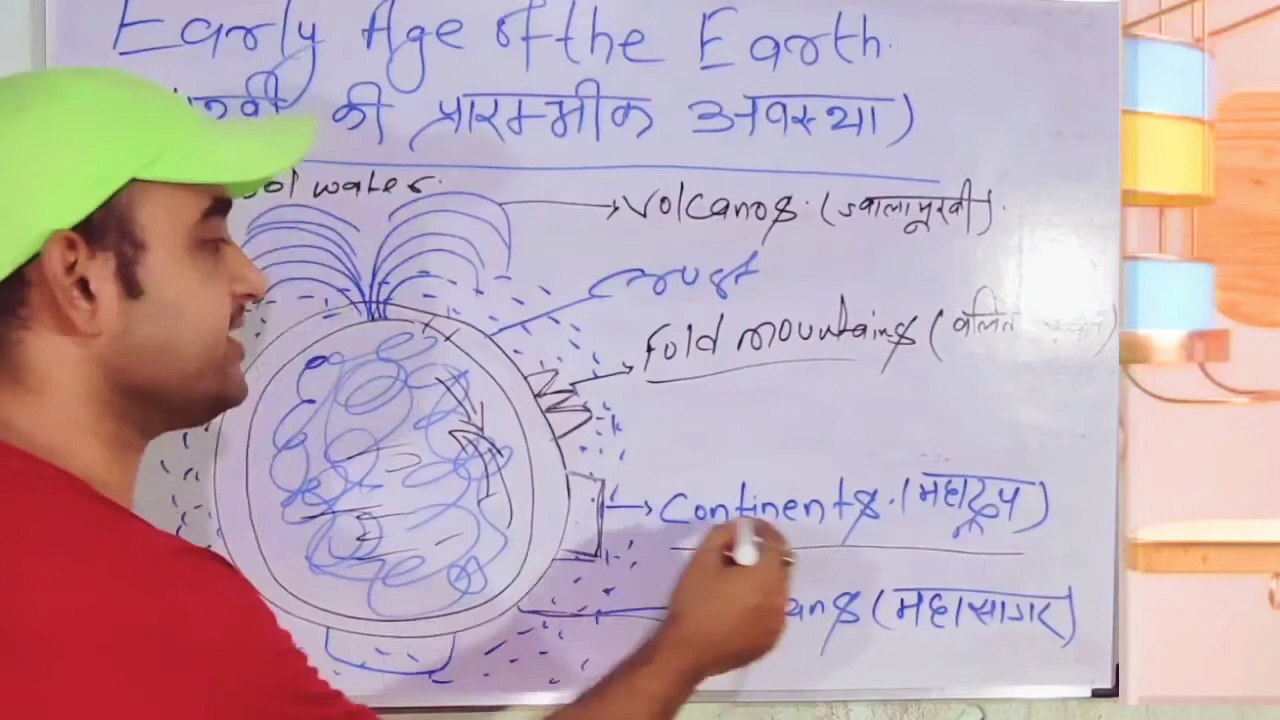 Early Age of the Earth.
की प्रारम्भीक अवस्था)
water.
Volcanos. (ज्वालामूखी).
crust
Fold mountains (वलित
Continents. (महाद्वूप)
(महासागर)